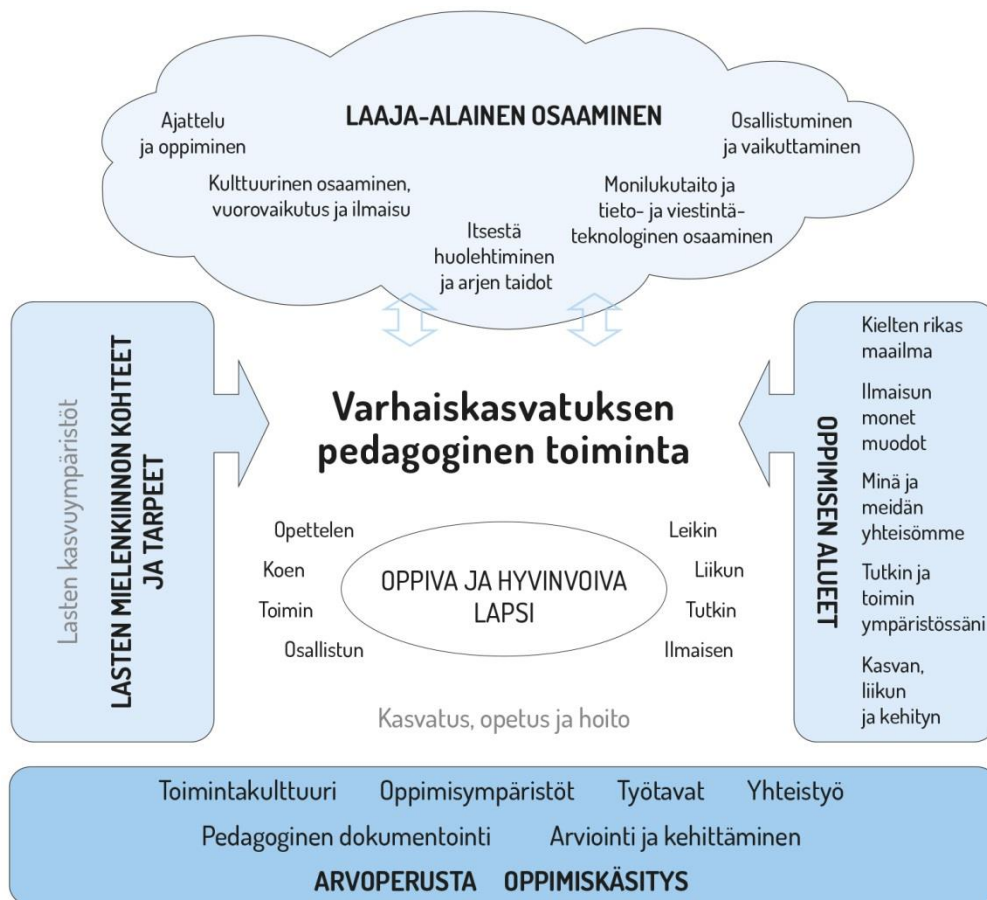 LAAJA-ALAINEN OSAAMINEN
Ajattelu
ja oppiminen
Kulttuurinen osaaminen,
vuorovaikutus ja ilmaisu
Itsestä
huolehtiminen
ja arjen taidot
Monilukutaito ja
tieto- ja viestintä-
teknologinen osaaminen
Osallistuminen
ja vaikuttaminen
Lasten kasvuympäristöt
LASTEN MIELENKIINNON KOHTEET
JA TARPEET
Varhaiskasvatuksen
pedagoginen toiminta
Opettelen
Koen
Toimin
Osallistun
OPPIVA JA HYVINVOIVA
LAPSI
Leikin
Liikun
Tutkin
Ilmaisen
Kasvatus, opetus ja hoito
OPPIMISEN ALUEET
Kielten rikas
maailma
Ilmaisun
monet
muodot
Minä ja
meidän
yhteisömme
Tutkin ja
toimin
ympäristössäni
Kasvan,
liikun
ja kehityn
Toimintakulttuuri Oppimisympäristöt Työtavat Yhteistyö
Pedagoginen dokumentointi Arviointi ja kehittäminen
ARVOPERUSTA OPPIMISKÄSITYS